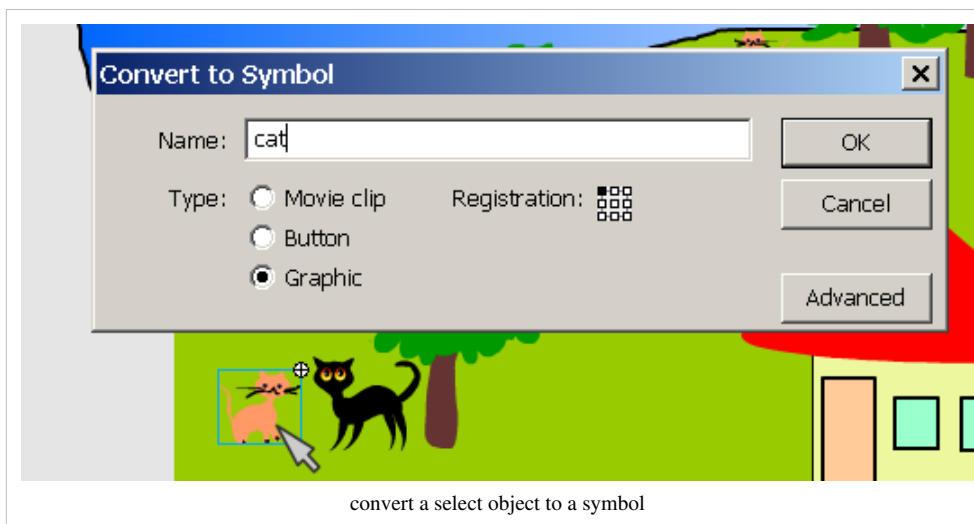 Convert to Symbol
Name: cat
OK
Type: Movie clip Registration:
Cancel
Button
Graphic
Advanced
convert a select object to a symbol